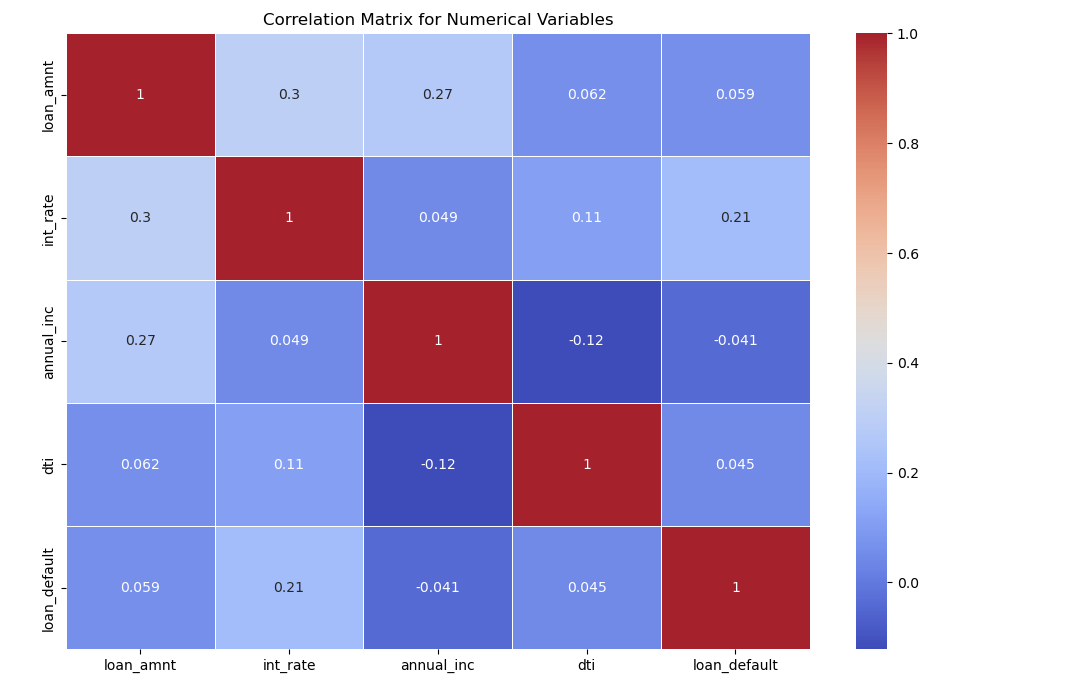 Correlation Matrix for Numerical Variables
loan_amnt
1
0.3
0.27
0.062
0.059
int_rate
0.3
1
0.049
0.11
0.21
annual_inc
0.27
0.049
1
-0.12
-0.041
dti
0.062
0.11
-0.12
1
0.045
loan_default
0.059
0.21
-0.041
0.045
1
loan_amnt
int_rate
annual_inc
dti
loan_default
1.0
0.8
0.6
0.4
0.2
0.0